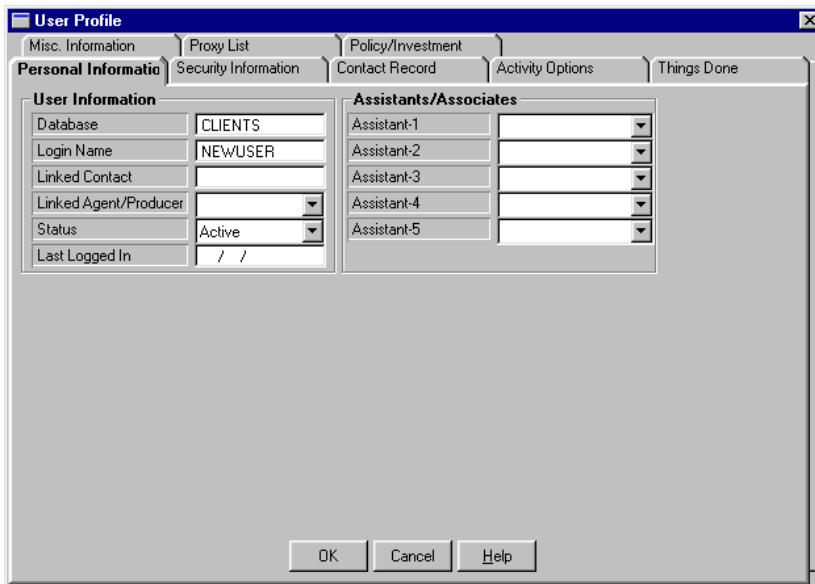 User Profile
Misc. Information Proxy List Policy/Investment
Personal Informatio Security Information Contact Record Activity Options Things Done
User Information
Database CLIENTS
Login Name NEWUSER
Linked Contact
Linked Agent/Producer
Status Active
Last Logged In / /
Assistants/Associates
Assistant-1
Assistant-2
Assistant-3
Assistant-4
Assistant-5
OK Cancel Help